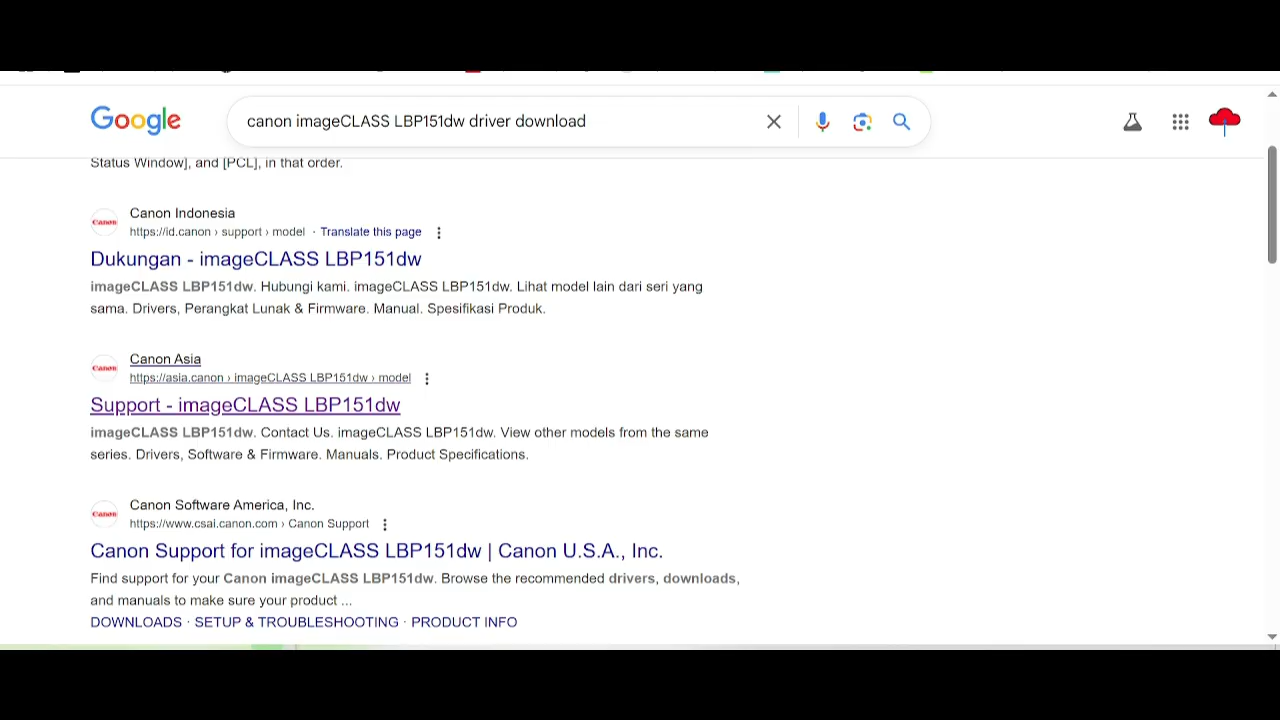 Google
canon imageCLASS LBP151dw driver download
Status Window], and [PCL], in that order.
Canon
Canon Indonesia
https://id.canon › support › model · Translate this page
Dukungan - imageCLASS LBP151dw
imageCLASS LBP151dw. Hubungi kami. imageCLASS LBP151dw. Lihat model lain dari seri yang
sama. Drivers, Perangkat Lunak & Firmware. Manual. Spesifikasi Produk.
Canon
Canon Asia
https://asia.canon › imageCLASS LBP151dw › model
Support - imageCLASS LBP151dw
imageCLASS LBP151dw. Contact Us. imageCLASS LBP151dw. View other models from the same
series. Drivers, Software & Firmware. Manuals. Product Specifications.
Canon
Canon Software America, Inc.
https://www.csai.canon.com › Canon Support
Canon Support for imageCLASS LBP151dw | Canon U.S.A., Inc.
Find support for your Canon imageCLASS LBP151dw. Browse the recommended drivers, downloads,
and manuals to make sure your product ...
DOWNLOADS · SETUP & TROUBLESHOOTING · PRODUCT INFO